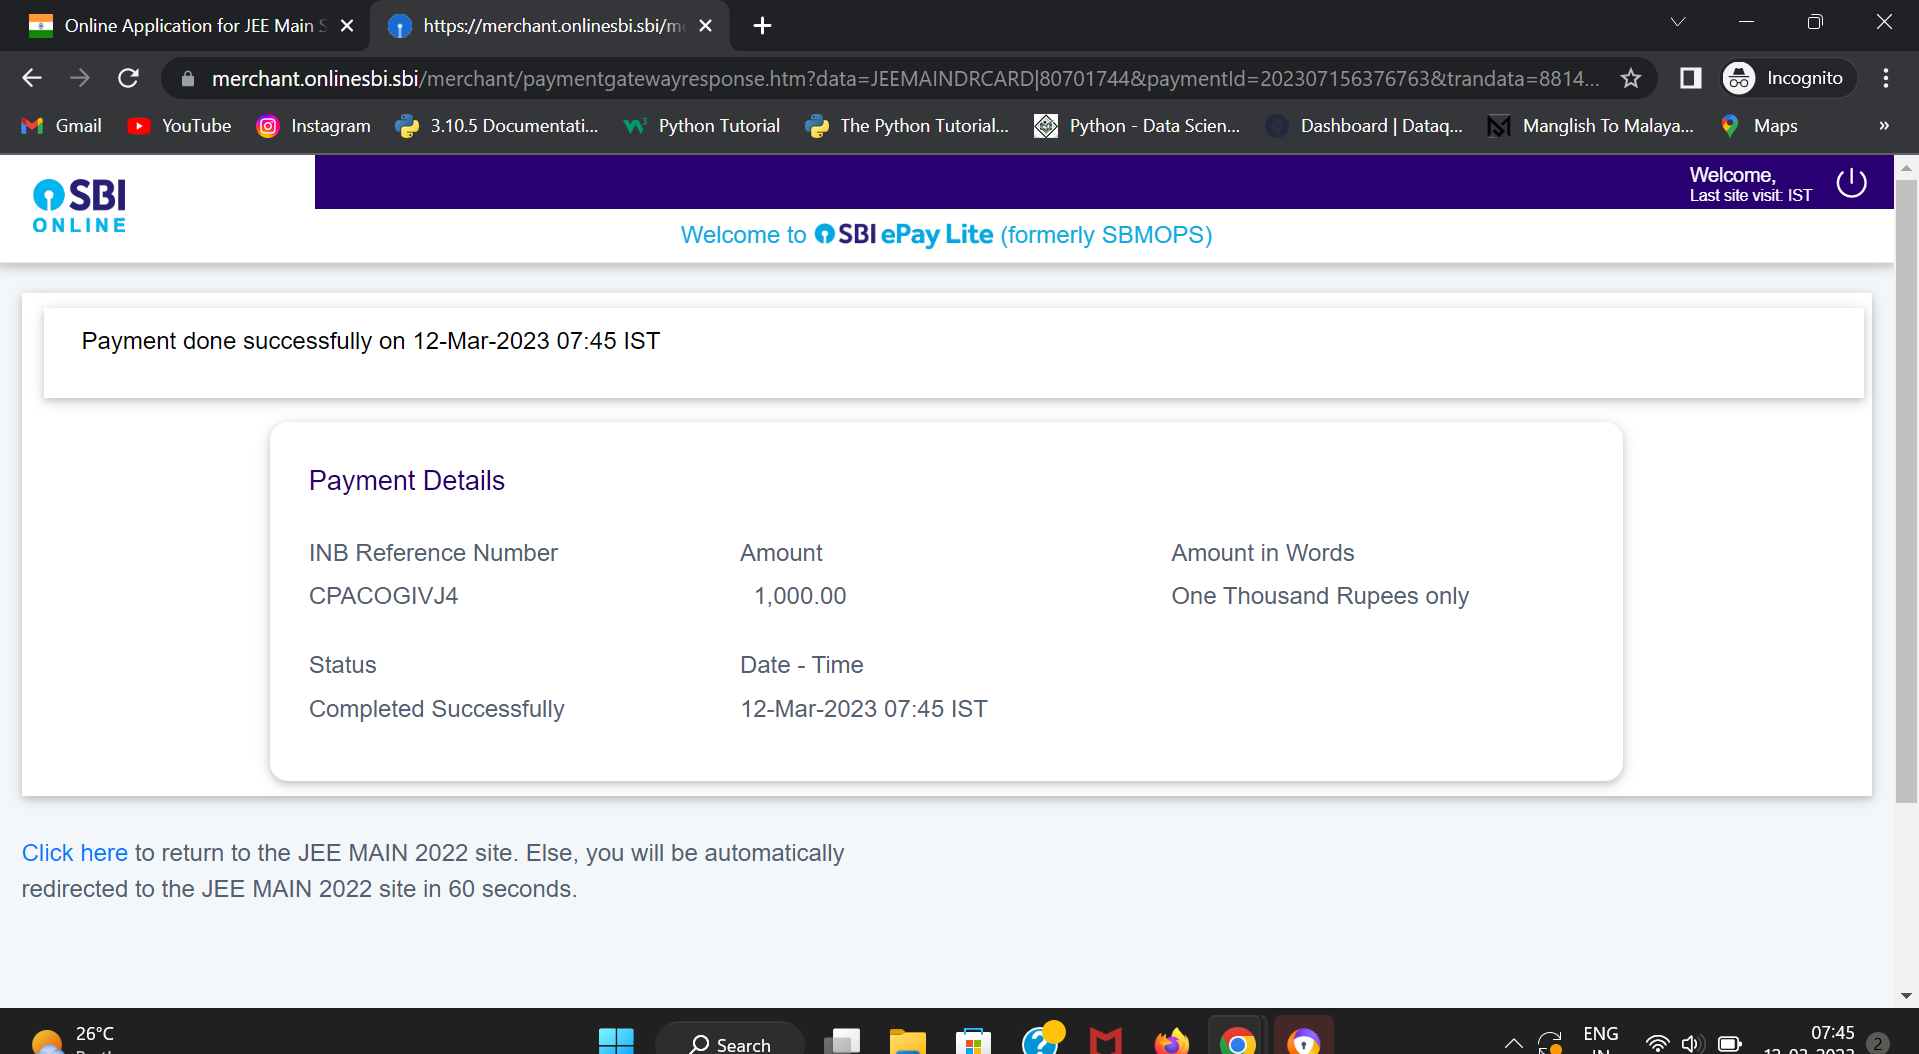 Online Application for JEE Main S
https://merchant.onlinesbi.sbi/me
merchant.onlinesbi.sbi/merchant/paymentgatewayresponse.htm?data=JEEMAINDRCARD|80701744&paymentId=202307156376763&trandata=8814...
Incognito
Gmail
YouTube
Instagram
3.10.5 Documentati...
Python Tutorial
The Python Tutorial...
Python - Data Scien...
Dashboard | Dataq...
Manglish To Malaya...
Maps
»
SBI
ONLINE
Welcome,
Last site visit: IST
Welcome to SBI ePay Lite (formerly SBMOPS)
Payment done successfully on 12-Mar-2023 07:45 IST
Payment Details
INB Reference Number
Amount
Amount in Words
CPACOGIVJ4
1,000.00
One Thousand Rupees only
Status
Date - Time
Completed Successfully
12-Mar-2023 07:45 IST
Click here to return to the JEE MAIN 2022 site. Else, you will be automatically
redirected to the JEE MAIN 2022 site in 60 seconds.
26°C
Search
ENG
IN
07:45
12-03-2023
2